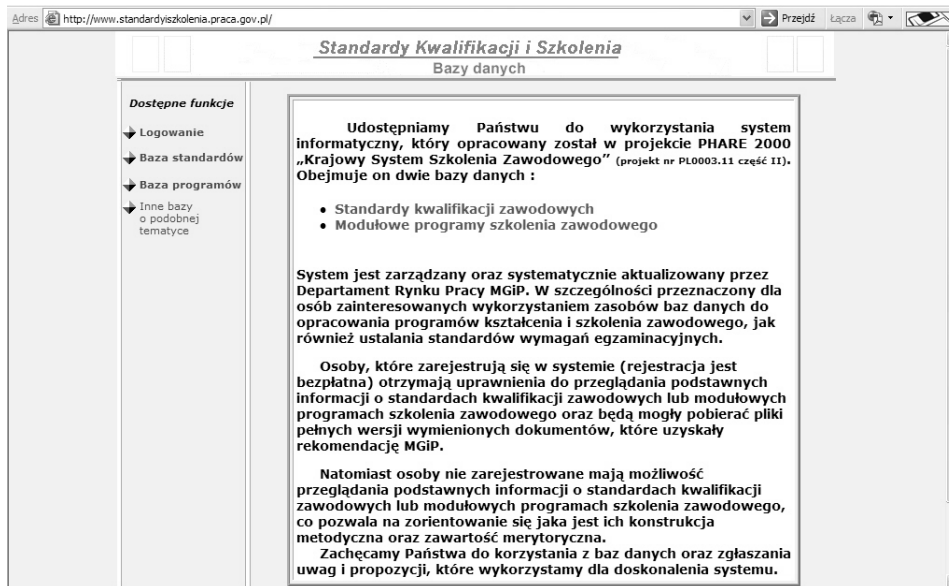 Adres http://www.standardyiszkolenia.praca.gov.pl/ Przejdź Łącza
Standardy Kwalifikacji i Szkolenia
Bazy danych
Dostępne funkcje
Logowanie
Baza standardów
Baza programów
Inne bazy
o podobnej
tematyce
Udostępniamy Państwu do wykorzystania system
informatyczny, który opracowany został w projekcie PHARE 2000
„Krajowy System Szkolenia Zawodowego” (projekt nr PL0003.11 część II).
Obejmuje on dwie bazy danych :
• Standardy kwalifikacji zawodowych
• Modułowe programy szkolenia zawodowego
System jest zarządzany oraz systematycznie aktualizowany przez
Departament Rynku Pracy MGiP. W szczególności przeznaczony dla
osób zainteresowanych wykorzystaniem zasobów baz danych do
opracowania programów kształcenia i szkolenia zawodowego, jak
również ustalania standardów wymagań egzaminacyjnych.
Osoby, które zarejestrują się w systemie (rejestracja jest
bezpłatna) otrzymają uprawnienia do przeglądania podstawnych
informacji o standardach kwalifikacji zawodowych lub modułowych
programach szkolenia zawodowego oraz będą mogły pobierać pliki
pełnych wersji wymienionych dokumentów, które uzyskały
rekomendację MGiP.
Natomiast osoby nie zarejestrowane mają możliwość
przeglądania podstawnych informacji o standardach kwalifikacji
zawodowych lub modułowych programach szkolenia zawodowego,
co pozwala na zorientowanie się jaka jest ich konstrukcja
metodyczna oraz zawartość merytoryczna.
Zachęcamy Państwa do korzystania z baz danych oraz zgłaszania
uwag i propozycji, które wykorzystamy dla doskonalenia systemu.